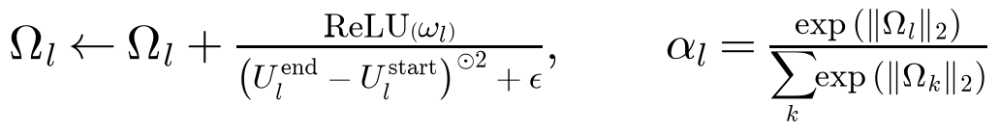 Ω_l ← Ω_l + ReLU(ω_l) / ((U_l^end − U_l^start)^⊙2 + ϵ), α_l = exp(‖Ω_l‖_2) / ∑_k exp(‖Ω_k‖_2)